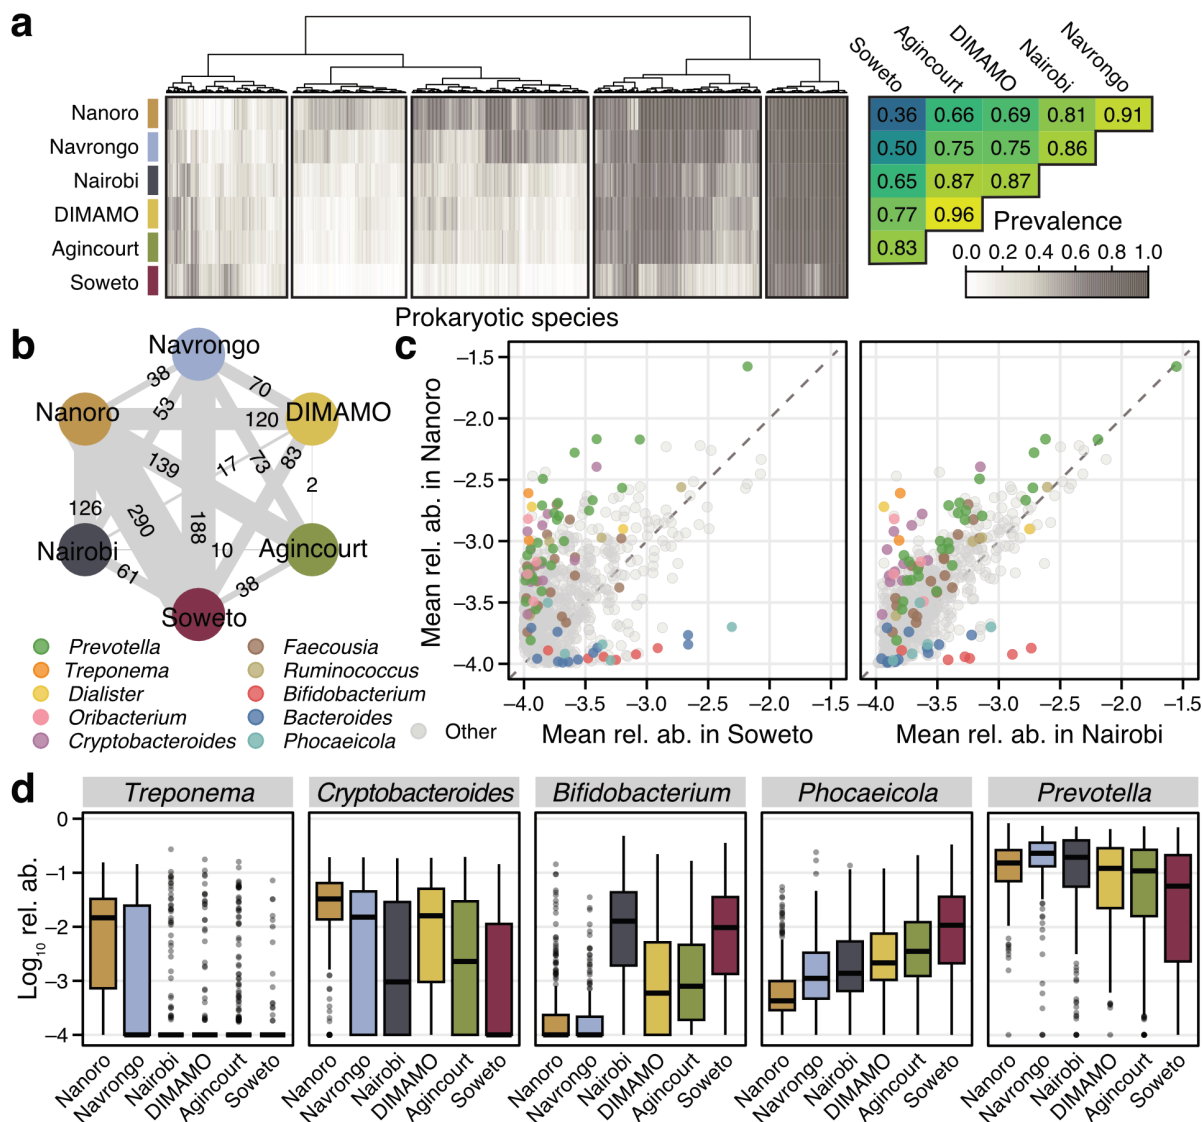 a
Soweto
Agincourt
DIMAMO
Nairobi
Navrongo
Nanoro
Navrongo
Nairobi
DIMAMO
Agincourt
Soweto
0.36 0.66 0.69 0.81 0.91
0.50 0.75 0.75 0.86
0.65 0.87 0.87
0.77 0.96
0.83
Prevalence
0.0 0.2 0.4 0.6 0.8 1.0
Prokaryotic species
b
Navrongo
Nanoro
DIMAMO
Nairobi
Agincourt
Soweto
38
70
53
120
139
17
73
83
2
126
290
188
10
61
38
Prevotella
Treponema
Dialister
Oribacterium
Cryptobacteroides
Faecousia
Ruminococcus
Bifidobacterium
Bacteroides
Phocaeicola
Other
c
Mean rel. ab. in Nanoro
−1.5
−2.0
−2.5
−3.0
−3.5
−4.0
−4.0 −3.5 −3.0 −2.5 −2.0 −1.5
Mean rel. ab. in Soweto
−4.0 −3.5 −3.0 −2.5 −2.0 −1.5
Mean rel. ab. in Nairobi
d
Treponema Cryptobacteroides Bifidobacterium Phocaeicola Prevotella
Log10 rel. ab.
0
−1
−2
−3
−4
Nanoro Navrongo Nairobi DIMAMO Agincourt Soweto
Nanoro Navrongo Nairobi DIMAMO Agincourt Soweto
Nanoro Navrongo Nairobi DIMAMO Agincourt Soweto
Nanoro Navrongo Nairobi DIMAMO Agincourt Soweto
Nanoro Navrongo Nairobi DIMAMO Agincourt Soweto